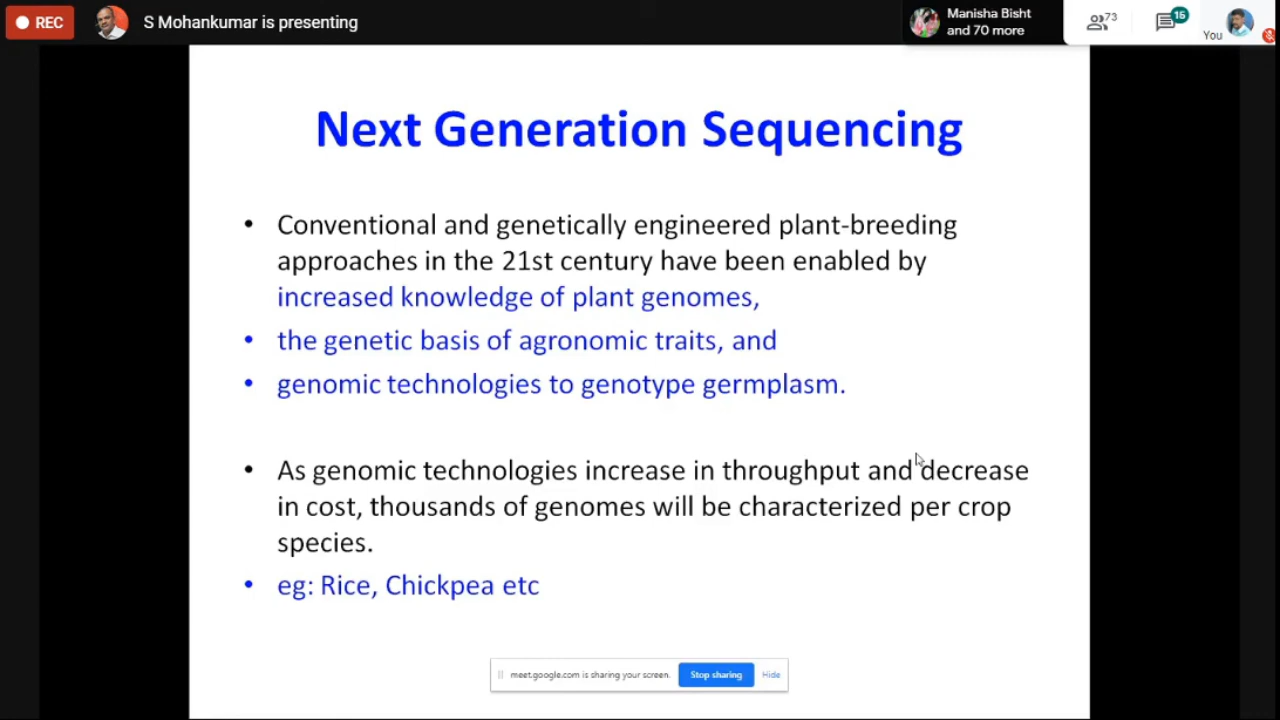 REC
S Mohankumar is presenting
Manisha Bisht
and 70 more
73
15
You
Next Generation Sequencing
• Conventional and genetically engineered plant-breeding
approaches in the 21st century have been enabled by
increased knowledge of plant genomes,
• the genetic basis of agronomic traits, and
• genomic technologies to genotype germplasm.
• As genomic technologies increase in throughput and decrease
in cost, thousands of genomes will be characterized per crop
species.
• eg: Rice, Chickpea etc
meet.google.com is sharing your screen.
Stop sharing
Hide